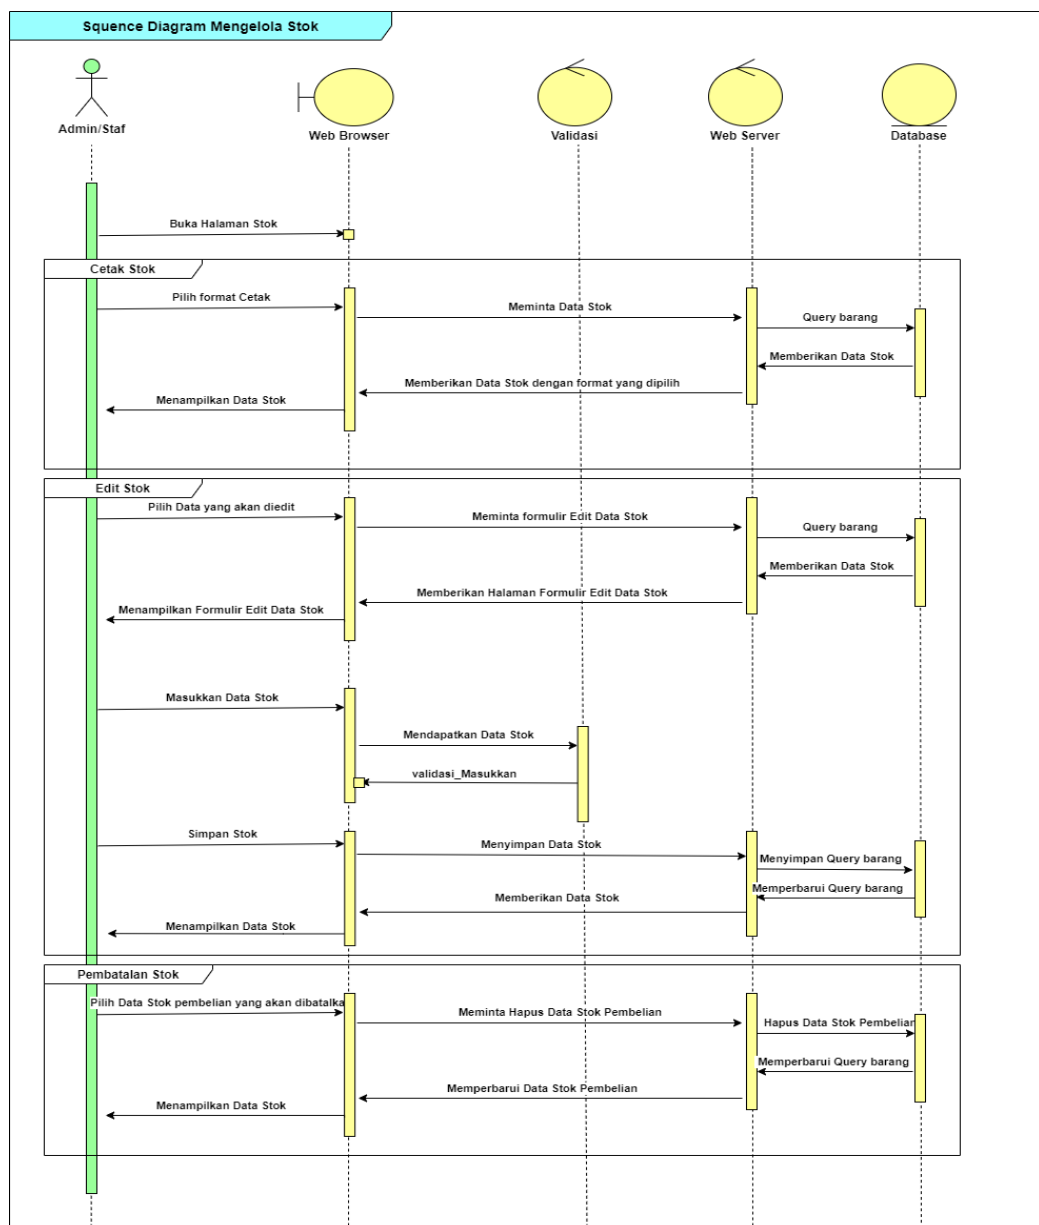 Squence Diagram Mengelola Stok
Admin/Staf
Web Browser
Validasi
Web Server
Database
Buka Halaman Stok
Cetak Stok
Pilih format Cetak
Meminta Data Stok
Query barang
Memberikan Data Stok
Memberikan Data Stok dengan format yang dipilih
Menampilkan Data Stok
Edit Stok
Pilih Data yang akan diedit
Meminta formulir Edit Data Stok
Query barang
Memberikan Data Stok
Memberikan Halaman Formulir Edit Data Stok
Menampilkan Formulir Edit Data Stok
Masukkan Data Stok
Mendapatkan Data Stok
validasi_Masukkan
Simpan Stok
Menyimpan Data Stok
Menyimpan Query barang
Memperbarui Query barang
Memberikan Data Stok
Menampilkan Data Stok
Pembatalan Stok
Pilih Data Stok pembelian yang akan dibatalka
Meminta Hapus Data Stok Pembelian
Hapus Data Stok Pembelian
Memperbarui Query barang
Memperbarui Data Stok Pembelian
Menampilkan Data Stok